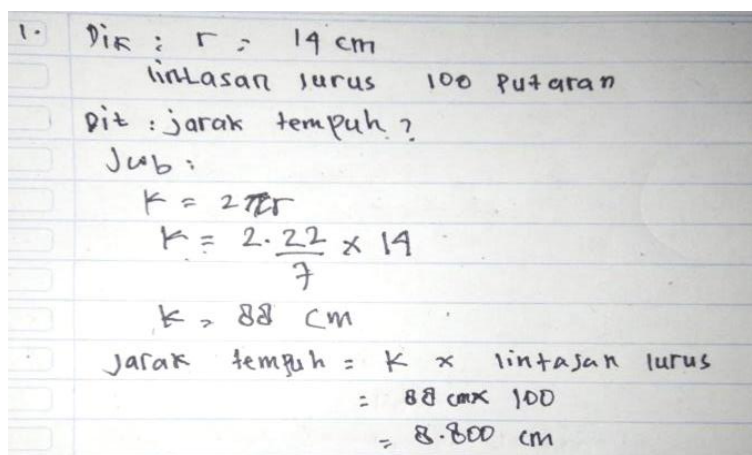 1. Dik : r = 14 cm
lintasan lurus 100 putaran
Dit : jarak tempuh ?
Jwb :
K = 2πr
K = 2. 22/7 x 14
K = 88 cm
Jarak tempuh = K x lintasan lurus
= 88 cm x 100
= 8.800 cm